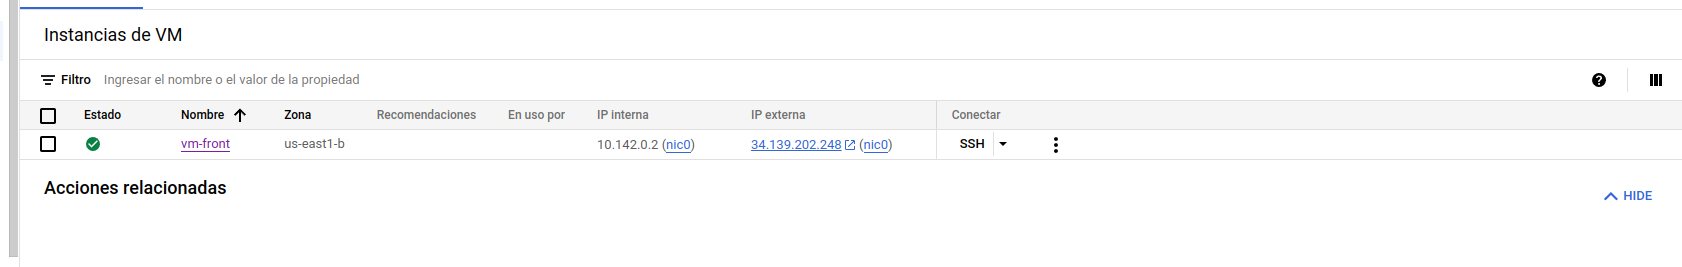 Instancias de VM
Filtro Ingresar el nombre o el valor de la propiedad
Estado Nombre Zona Recomendaciones En uso por IP interna IP externa Conectar
vm-front us-east1-b 10.142.0.2 (nic0) 34.139.202.248 (nic0) SSH
Acciones relacionadas
HIDE